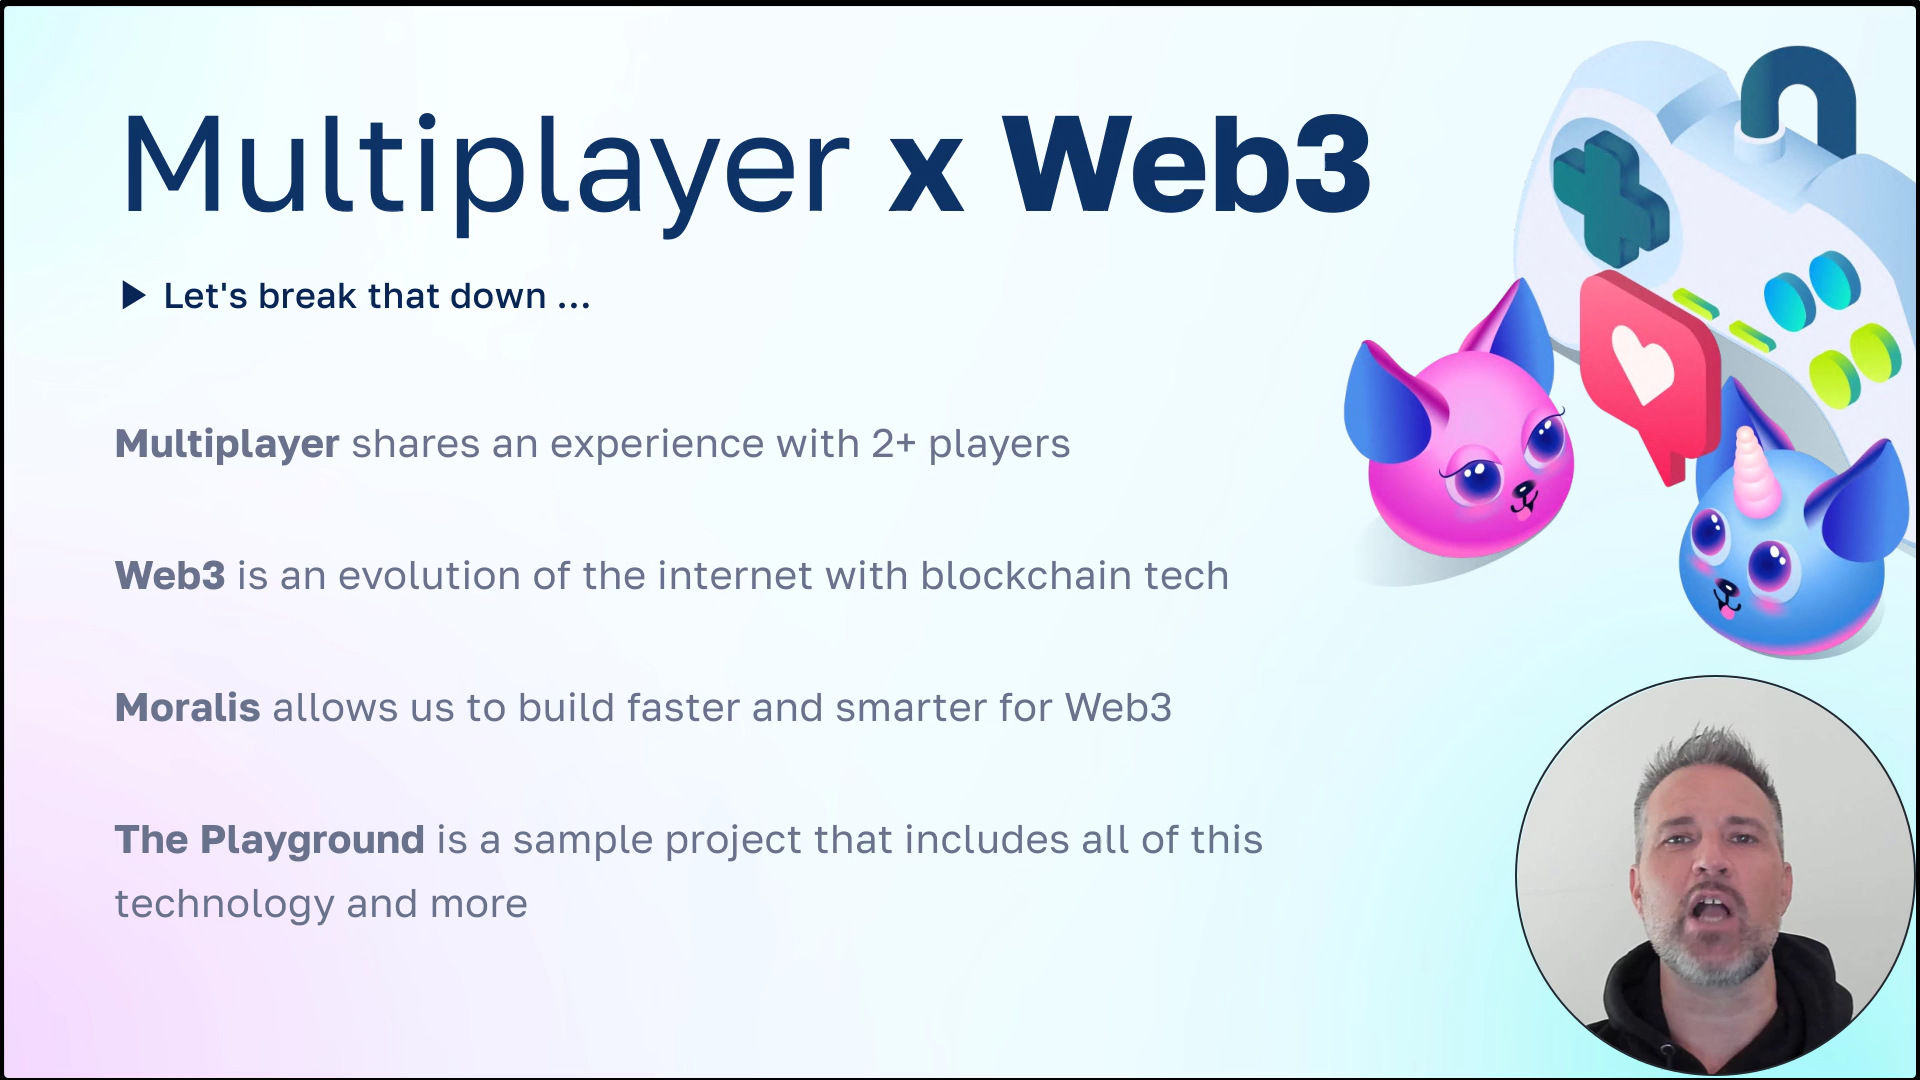 Multiplayer x Web3
Let's break that down ...
Multiplayer shares an experience with 2+ players
Web3 is an evolution of the internet with blockchain tech
Moralis allows us to build faster and smarter for Web3
The Playground is a sample project that includes all of this
technology and more